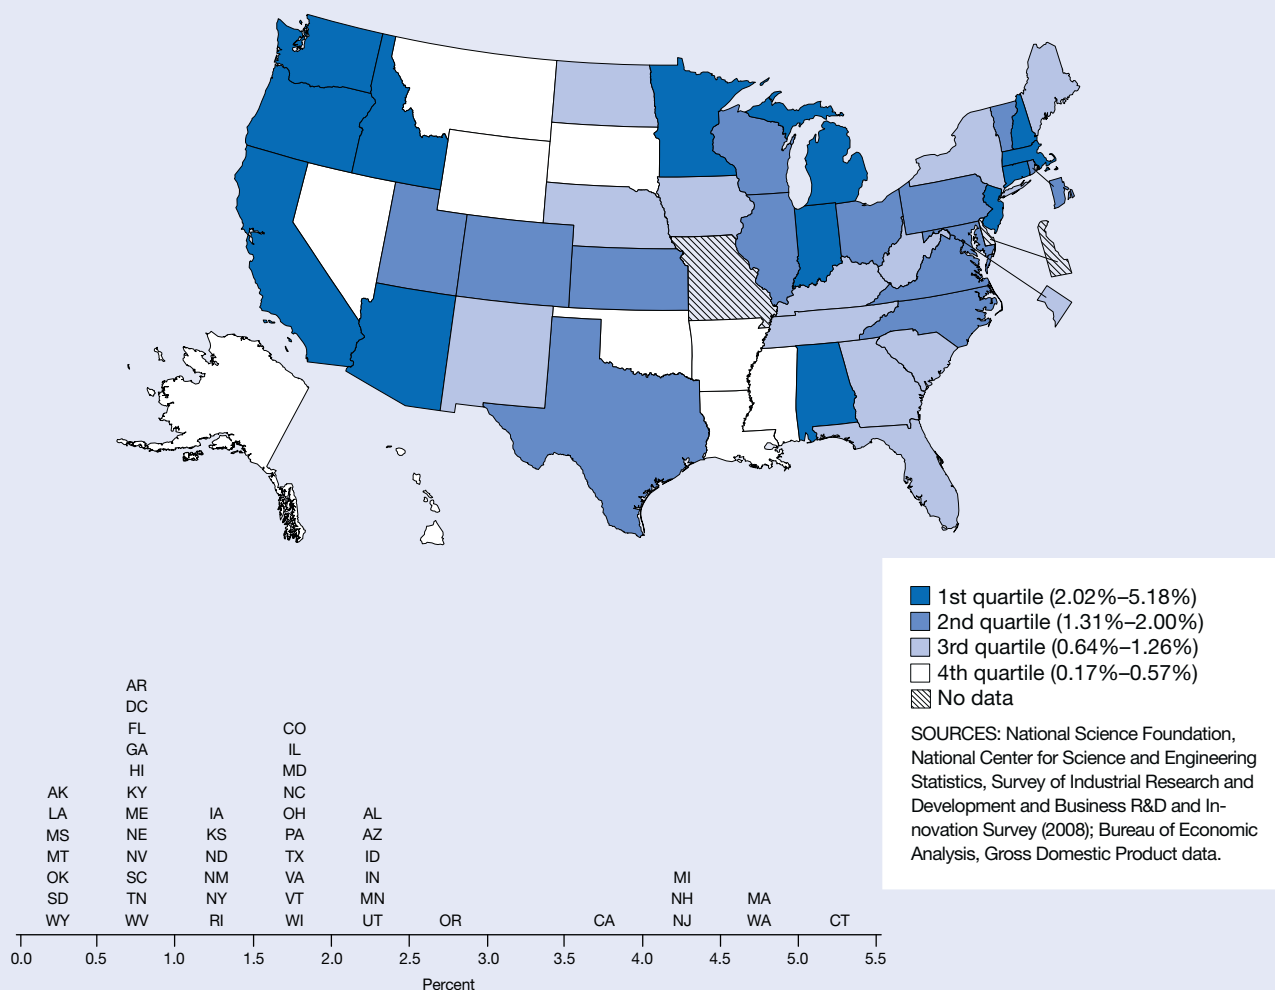 1st quartile (2.02%–5.18%)
2nd quartile (1.31%–2.00%)
3rd quartile (0.64%–1.26%)
4th quartile (0.17%–0.57%)
No data
SOURCES: National Science Foundation,
National Center for Science and Engineering
Statistics, Survey of Industrial Research and
Development and Business R&D and In-
novation Survey (2008); Bureau of Economic
Analysis, Gross Domestic Product data.
AR
DC
FL CO
GA IL
HI MD
AK KY NC
LA ME IA OH AL
MS NE KS PA AZ
MT NV ND TX ID
OK SC NM VA IN MI
SD TN NY VT MN NH MA
WY WV RI WI UT OR CA NJ WA CT
0.0 0.5 1.0 1.5 2.0 2.5 3.0 3.5 4.0 4.5 5.0 5.5
Percent